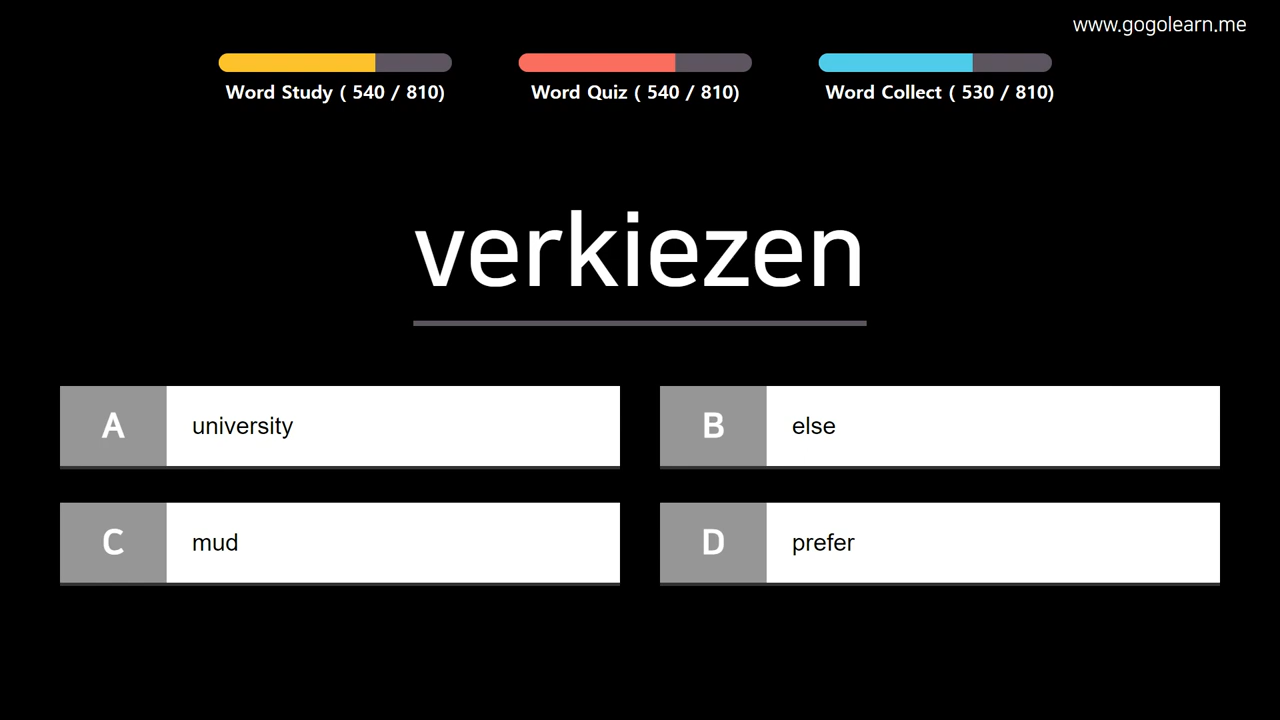 www.gogolearn.me
Word Study ( 540 / 810)
Word Quiz ( 540 / 810)
Word Collect ( 530 / 810)
verkiezen
A university
B else
C mud
D prefer